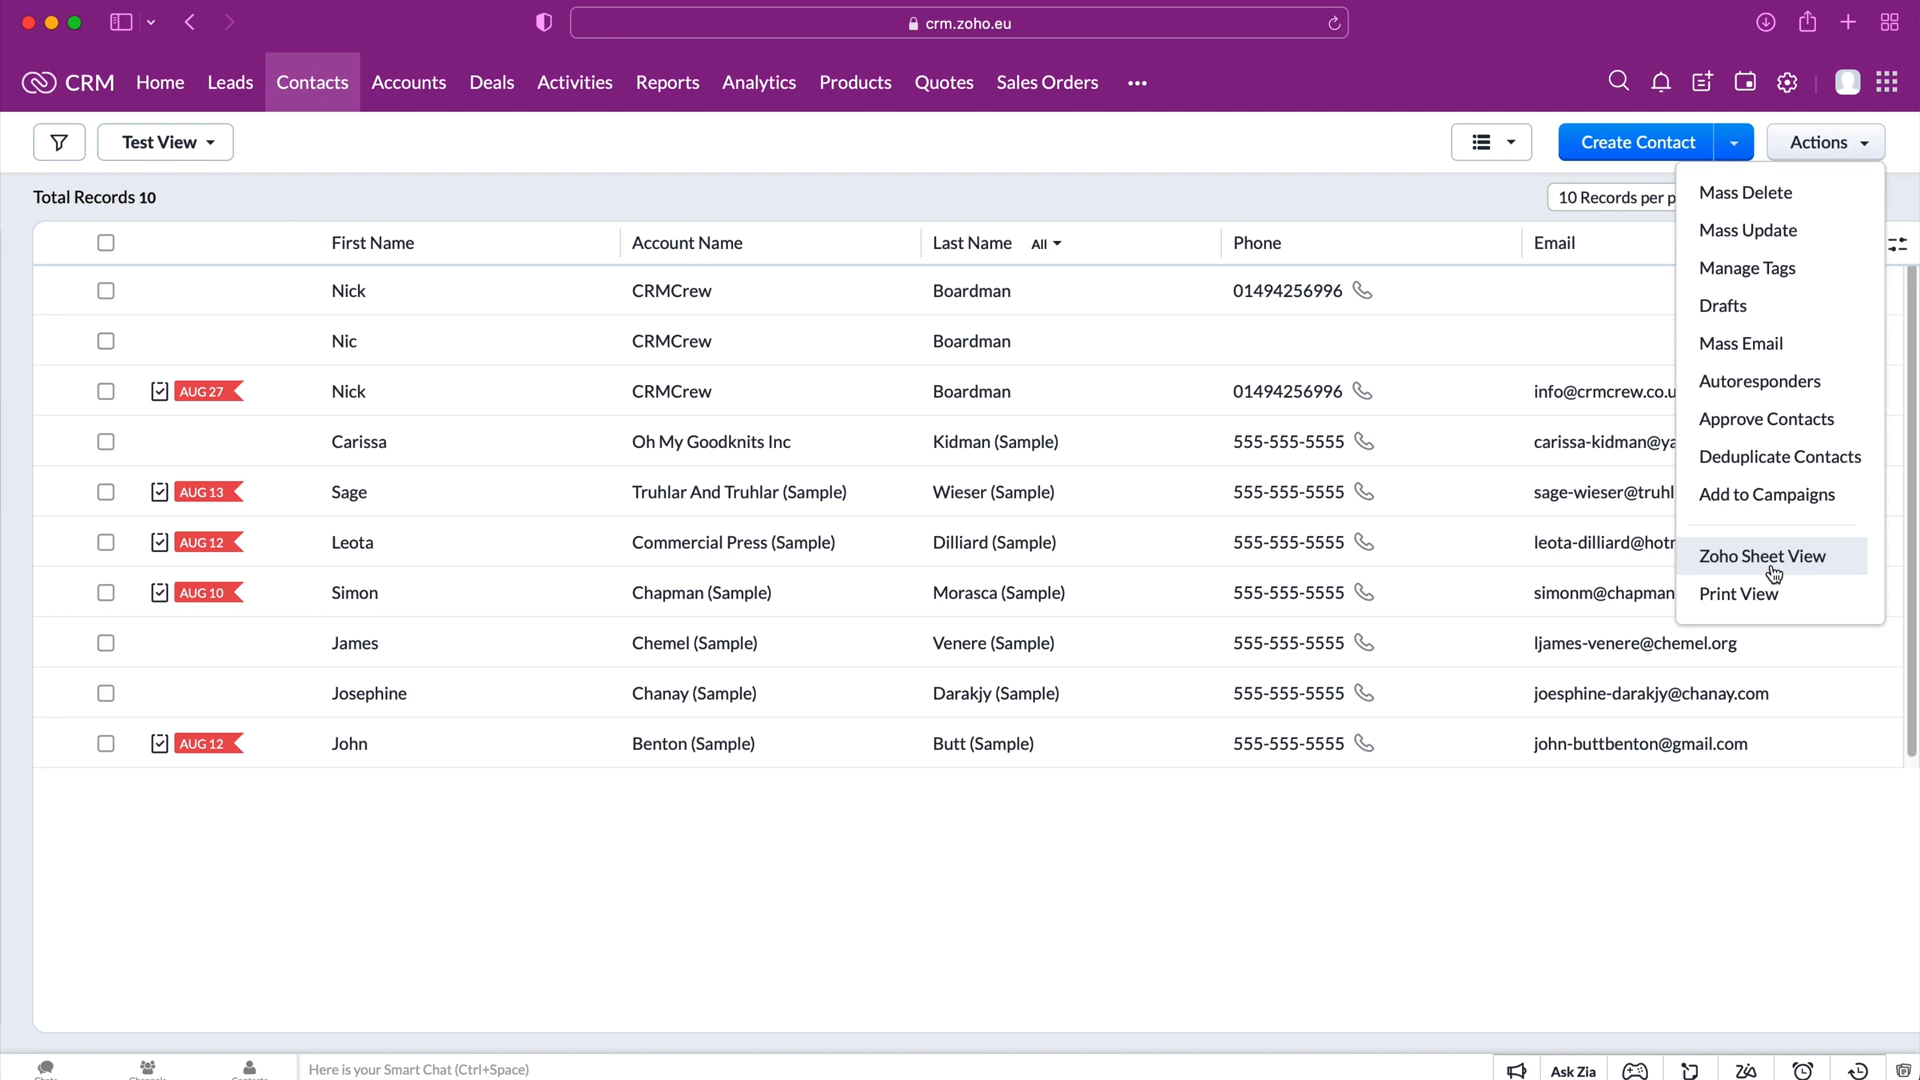 crm.zoho.eu
CRM Home Leads Contacts Accounts Deals Activities Reports Analytics Products Quotes Sales Orders
Test View Create Contact Actions
Total Records 10 10 Records per p
First Name Account Name Last Name All Phone Email
Nick CRMCrew Boardman 01494256996
Nic CRMCrew Boardman
AUG 27 Nick CRMCrew Boardman 01494256996 info@crmcrew.co.u
Carissa Oh My Goodknits Inc Kidman (Sample) 555-555-5555 carissa-kidman@ya
AUG 13 Sage Truhlar And Truhlar (Sample) Wieser (Sample) 555-555-5555 sage-wieser@truhl
AUG 12 Leota Commercial Press (Sample) Dilliard (Sample) 555-555-5555 leota-dilliard@hotr
AUG 10 Simon Chapman (Sample) Morasca (Sample) 555-555-5555 simonm@chapman
James Chemel (Sample) Venere (Sample) 555-555-5555 ljames-venere@chemel.org
Josephine Chanay (Sample) Darakjy (Sample) 555-555-5555 joesphine-darakjy@chanay.com
AUG 12 John Benton (Sample) Butt (Sample) 555-555-5555 john-buttbenton@gmail.com
Mass Delete
Mass Update
Manage Tags
Drafts
Mass Email
Autoresponders
Approve Contacts
Deduplicate Contacts
Add to Campaigns
Zoho Sheet View
Print View
Here is your Smart Chat (Ctrl+Space) Ask Zia